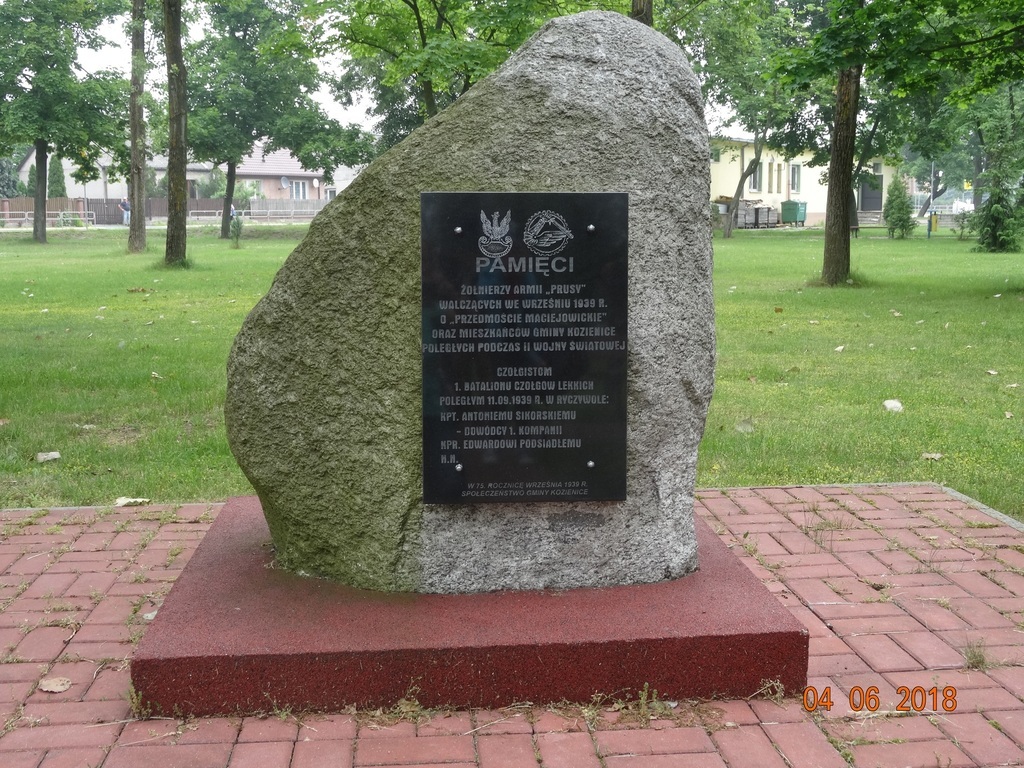 PAMIĘCI
ŻOŁNIERZY ARMII „PRUSY”
WALCZĄCYCH WE WRZEŚNIU 1939 R.
O „PRZEDMOŚCIE MACIEJOWICKIE”
ORAZ MIESZKAŃCÓW GMINY KOZIENICE
POLEGŁYCH PODCZAS II WOJNY ŚWIATOWEJ
CZOŁGISTOM
1. BATALIONU CZOŁGÓW LEKKICH
POLEGŁYM 11.09.1939 R. W RYCZYWOLE:
KPT. ANTONIEMU SIKORSKIEMU
- DOWÓDCY 1. KOMPANII
KPR. EDWARDOWI PODSIADŁEMU
N.N.
W 75. ROCZNICĘ WRZEŚNIA 1939 R.
SPOŁECZEŃSTWO GMINY KOZIENICE
04 06 2018